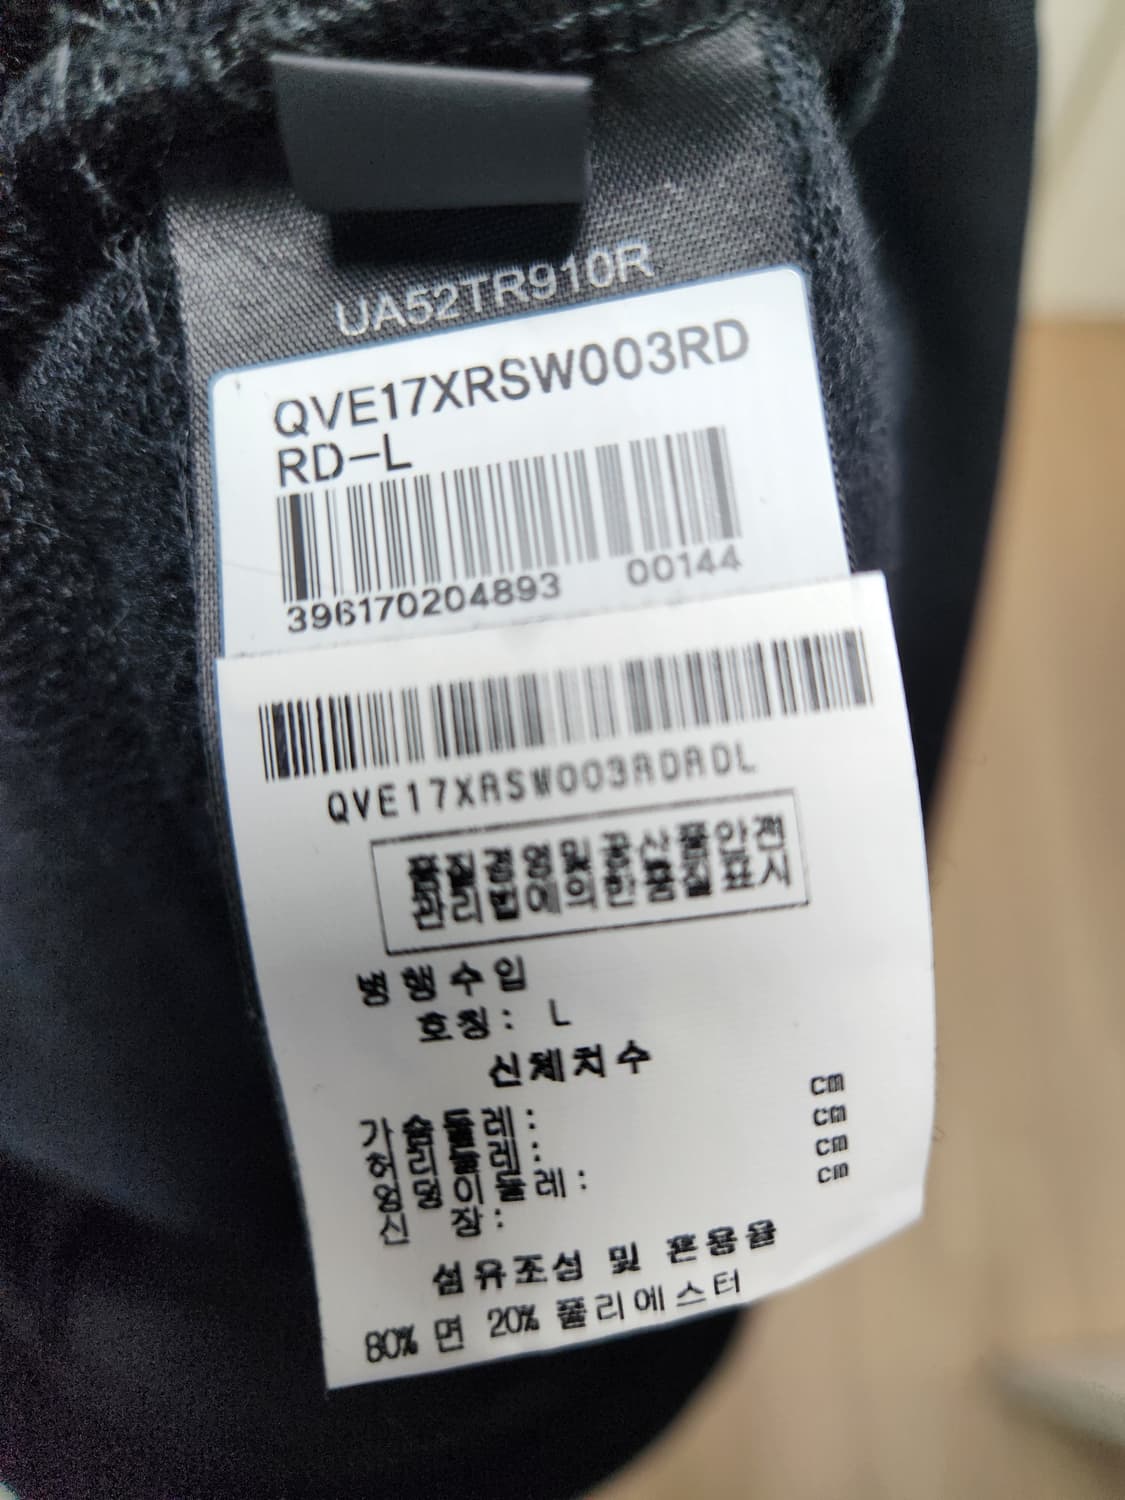 UA52TR910R
QVE17XRSW003RD
RD-L
396170204893 00144
QVE17XRSW003RDRDL
품질경영및공산품안전
관리법에의한품질표시
병행수입
호칭: L
신체치수
가슴둘레: cm
허리둘레: cm
엉덩이둘레: cm
신 장: cm
섬유조성 및 혼용율
80% 면 20% 폴리에스터